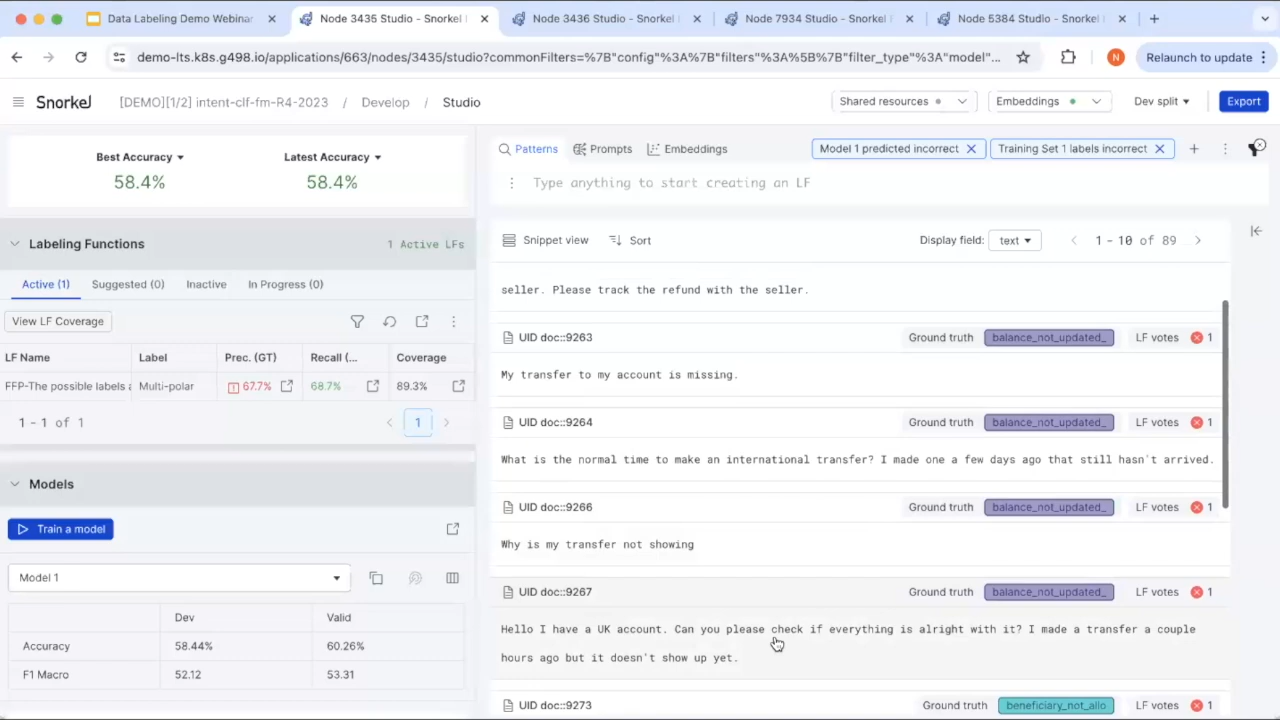 Data Labeling Demo Webinar
Node 3435 Studio - Snorkel
Node 3436 Studio - Snorkel
Node 7934 Studio - Snorkel
Node 5384 Studio - Snorkel
demo-lts.k8s.g498.io/applications/663/nodes/3435/studio?commonFilters=%7B"config"%3A%7B"filters"%3A%5B%7B"filter_type"%3A"model"...
N
Relaunch to update
Snorkel
[DEMO][1/2] intent-clf-fm-R4-2023 / Develop / Studio
Shared resources
Embeddings
Dev split
Export
Best Accuracy
Latest Accuracy
58.4%
58.4%
Patterns
Prompts
Embeddings
Model 1 predicted incorrect
Training Set 1 labels incorrect
Type anything to start creating an LF
Labeling Functions
1 Active LFs
Active (1)
Suggested (0)
Inactive
In Progress (0)
View LF Coverage
LF Name Label Prec. (GT) Recall (... Coverage
FFP-The possible labels Multi-polar 67.7% 68.7% 89.3%
1 - 1 of 1
1
Models
Train a model
Model 1
Dev Valid
Accuracy 58.44% 60.26%
F1 Macro 52.12 53.31
Snippet view
Sort
Display field: text
1 - 10 of 89
seller. Please track the refund with the seller.
UID doc::9263 Ground truth balance_not_updated_ LF votes 1
My transfer to my account is missing.
UID doc::9264 Ground truth balance_not_updated_ LF votes 1
What is the normal time to make an international transfer? I made one a few days ago that still hasn't arrived.
UID doc::9266 Ground truth balance_not_updated_ LF votes 1
Why is my transfer not showing
UID doc::9267 Ground truth balance_not_updated_ LF votes 1
Hello I have a UK account. Can you please check if everything is alright with it? I made a transfer a couple
hours ago but it doesn't show up yet.
UID doc::9273 Ground truth beneficiary_not_allo LF votes 1